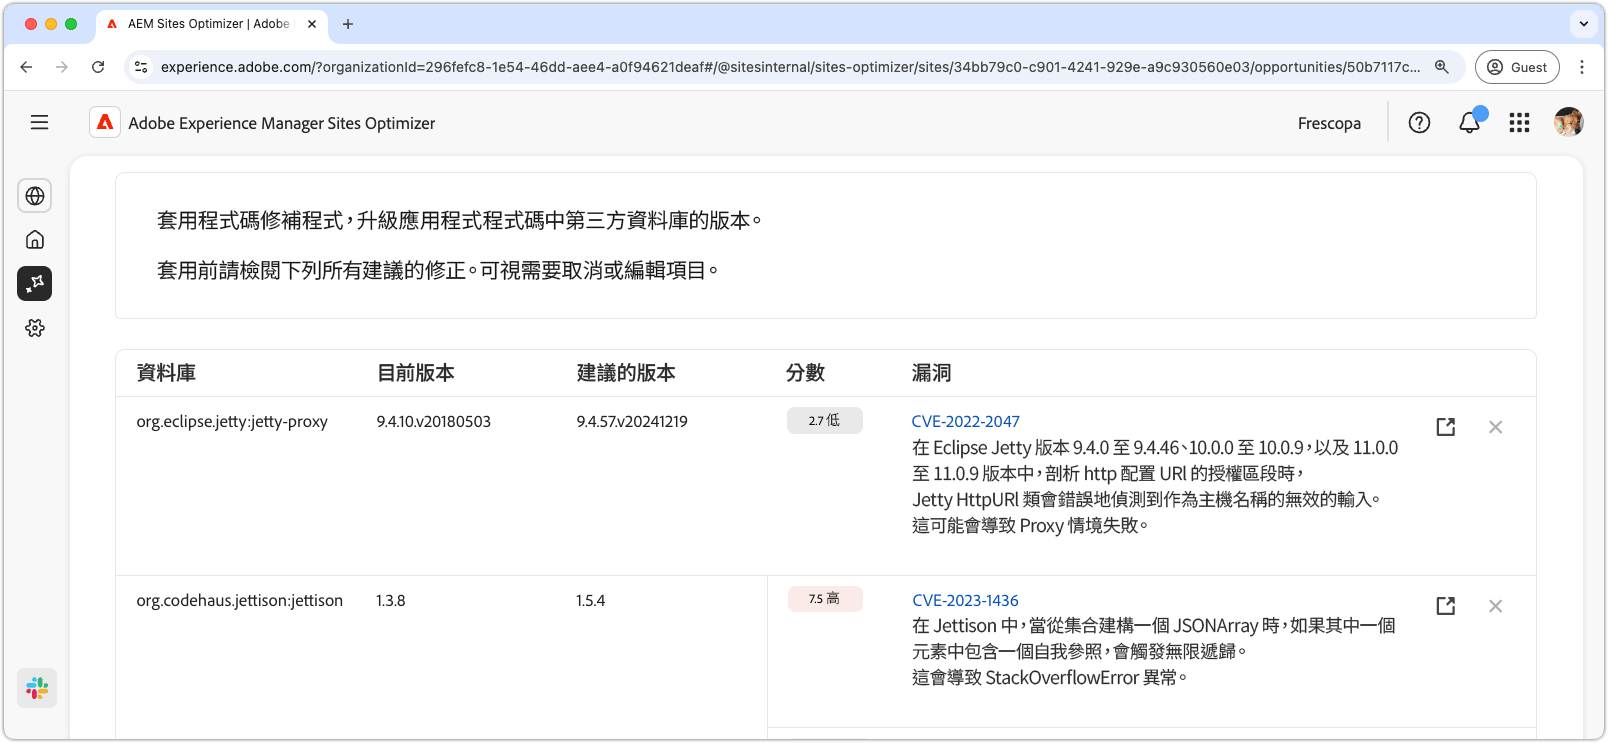 AEM Sites Optimizer | Adobe
experience.adobe.com/?organizationId=296fefc8-1e54-46dd-aee4-a0f94621deaf#/@sitesinternal/sites-optimizer/sites/34bb79c0-c901-4241-929e-a9c930560e03/opportunities/50b7117c...
Guest
Adobe Experience Manager Sites Optimizer
Frescopa
套用程式碼修補程式，升級應用程式程式碼中第三方資料庫的版本。
套用前請檢閱下列所有建議的修正。可視需要取消或編輯項目。
資料庫 目前版本 建議的版本 分數 漏洞
org.eclipse.jetty:jetty-proxy 9.4.10.v20180503 9.4.57.v20241219 2.7 低 CVE-2022-2047
在 Eclipse Jetty 版本 9.4.0 至 9.4.46、10.0.0 至 10.0.9，以及 11.0.0
至 11.0.9 版本中，剖析 http 配置 URl 的授權區段時，
Jetty HttpURl 類會錯誤地偵測到作為主機名稱的無效的輸入。
這可能會導致 Proxy 情境失敗。
org.codehaus.jettison:jettison 1.3.8 1.5.4 7.5 高 CVE-2023-1436
在 Jettison 中，當從集合建構一個 JSONArray 時，如果其中一個
元素中包含一個自我參照，會觸發無限遞歸。
這會導致 StackOverflowError 異常。